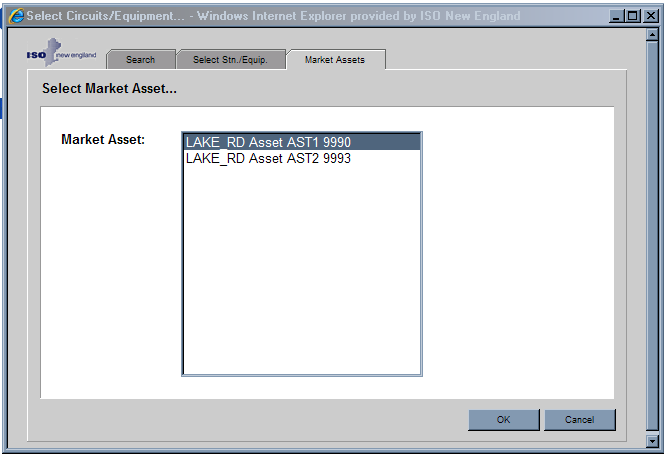 Select Circuits/Equipment... - Windows Internet Explorer provided by ISO New England
ISO new england
Search
Select Stn./Equip.
Market Assets
Select Market Asset...
Market Asset:
LAKE_RD Asset AST1 9990
LAKE_RD Asset AST2 9993
OK
Cancel